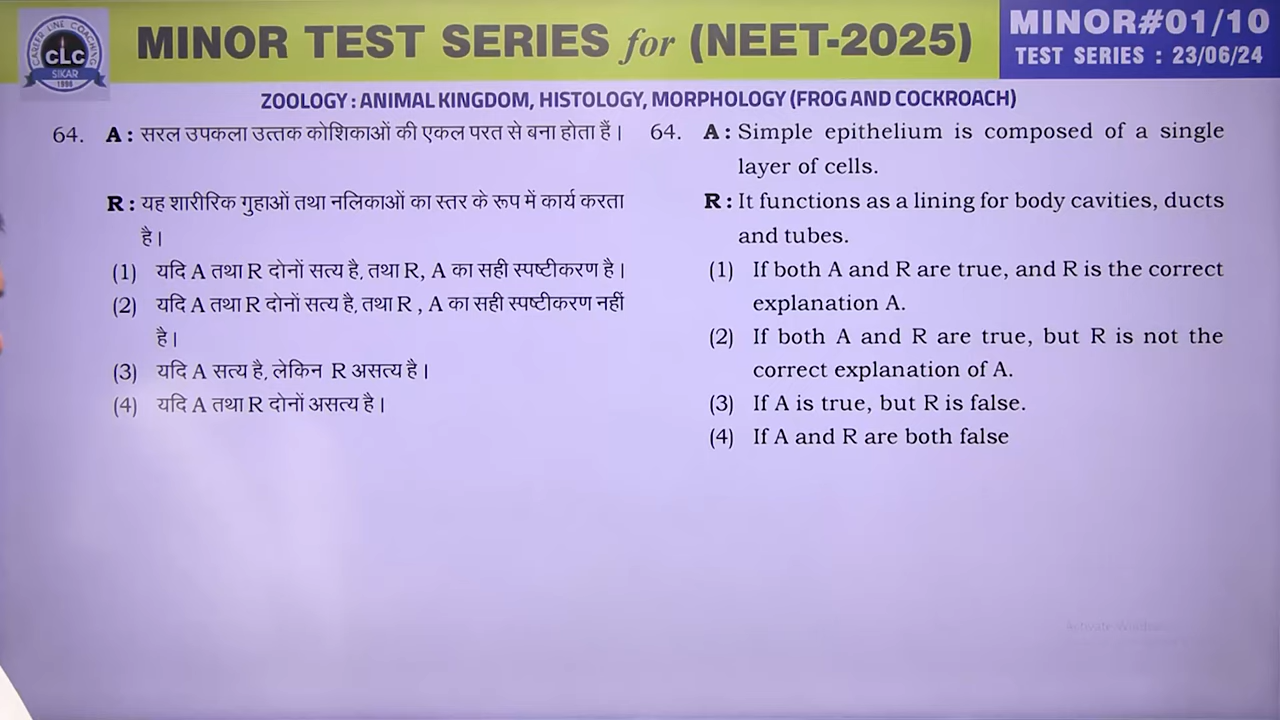 CAREER LINE COACHING
CLC
SIKAR
1996
MINOR TEST SERIES for (NEET-2025)
MINOR#01/10
TEST SERIES : 23/06/24
ZOOLOGY : ANIMAL KINGDOM, HISTOLOGY, MORPHOLOGY (FROG AND COCKROACH)
64. A : सरल उपकला उत्तक कोशिकाओं की एकल परत से बना होता हैं।
R : यह शारीरिक गुहाओं तथा नलिकाओं का स्तर के रूप में कार्य करता
है।
(1) यदि A तथा R दोनों सत्य है, तथा R, A का सही स्पष्टीकरण है।
(2) यदि A तथा R दोनों सत्य है, तथा R , A का सही स्पष्टीकरण नहीं
है।
(3) यदि A सत्य है, लेकिन R असत्य है।
(4) यदि A तथा R दोनों असत्य है।
64. A : Simple epithelium is composed of a single
layer of cells.
R : It functions as a lining for body cavities, ducts
and tubes.
(1) If both A and R are true, and R is the correct
explanation A.
(2) If both A and R are true, but R is not the
correct explanation of A.
(3) If A is true, but R is false.
(4) If A and R are both false
Activate Windows